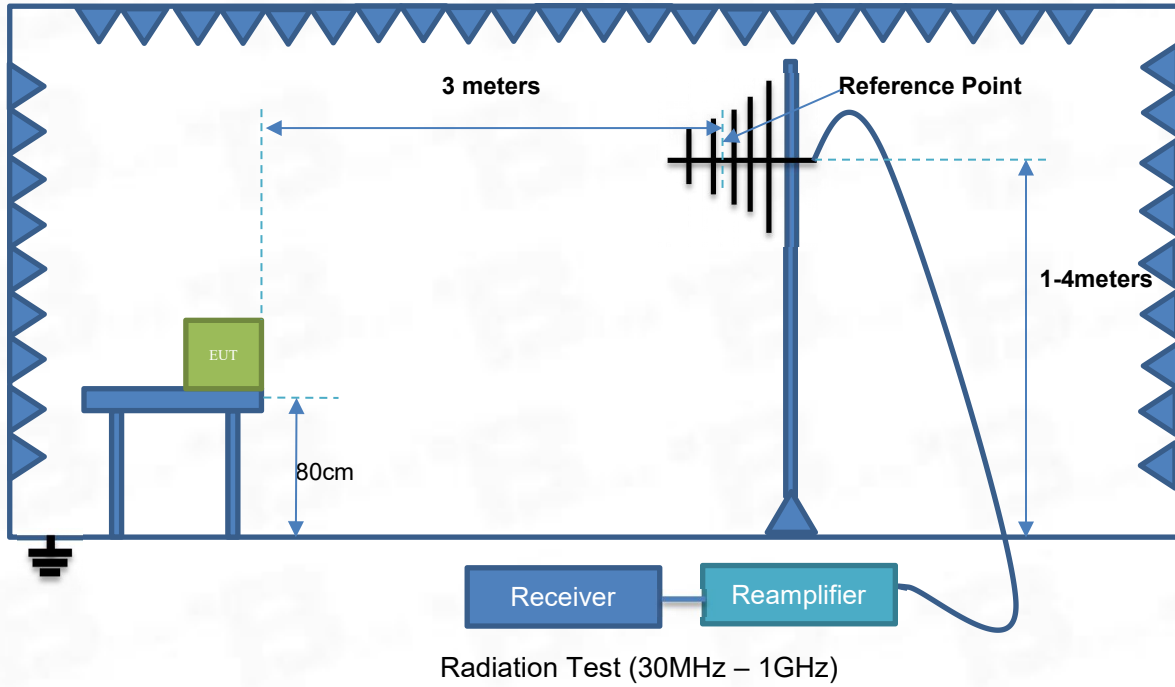 3 meters
Reference Point
1-4meters
EUT
80cm
Receiver
Reamplifier
Radiation Test (30MHz – 1GHz)